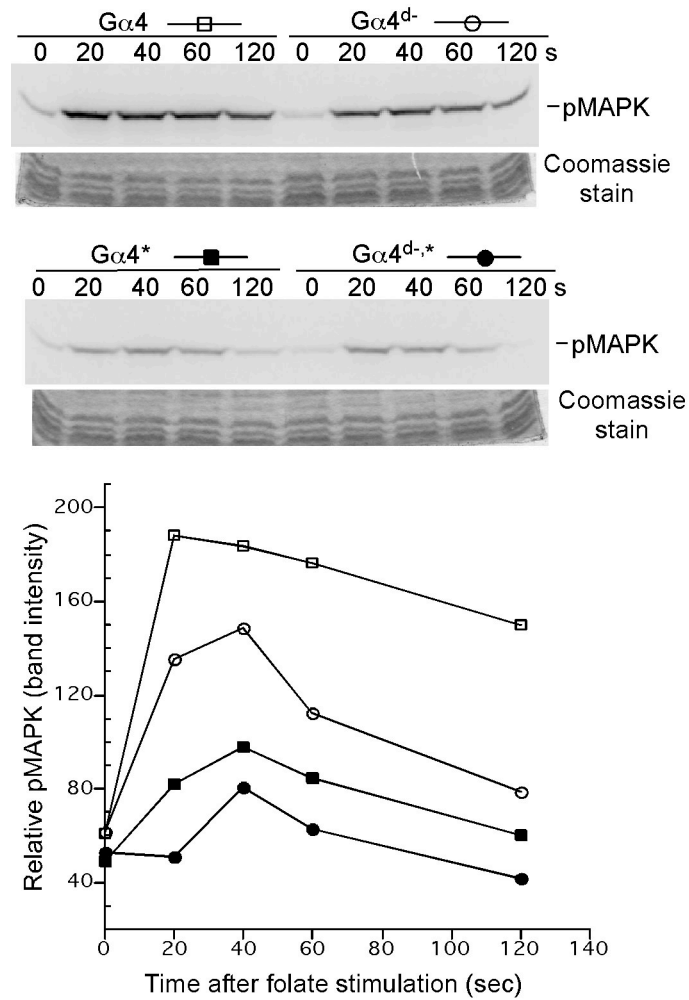 Gα4 Gα4d-
0 20 40 60 120 0 20 40 60 120 s
-pMAPK
Coomassie
stain
Gα4* Gα4d-,*
0 20 40 60 120 0 20 40 60 120 s
-pMAPK
Coomassie
stain
Relative pMAPK (band intensity)
200
160
120
80
40
0 20 40 60 80 100 120 140
Time after folate stimulation (sec)